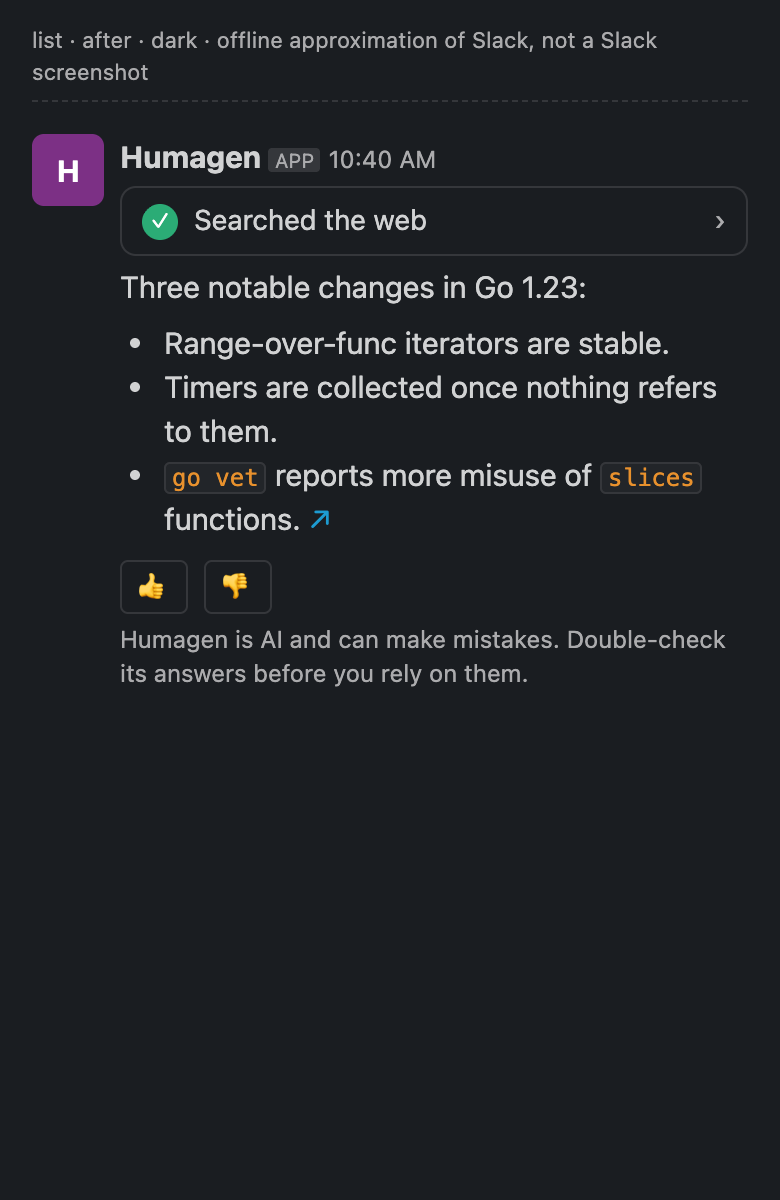 list · after · dark · offline approximation of Slack, not a Slack
screenshot
H
Humagen APP 10:40 AM
Searched the web
Three notable changes in Go 1.23:
• Range-over-func iterators are stable.
• Timers are collected once nothing refers
to them.
• go vet reports more misuse of slices
functions.
Humagen is AI and can make mistakes. Double-check
its answers before you rely on them.